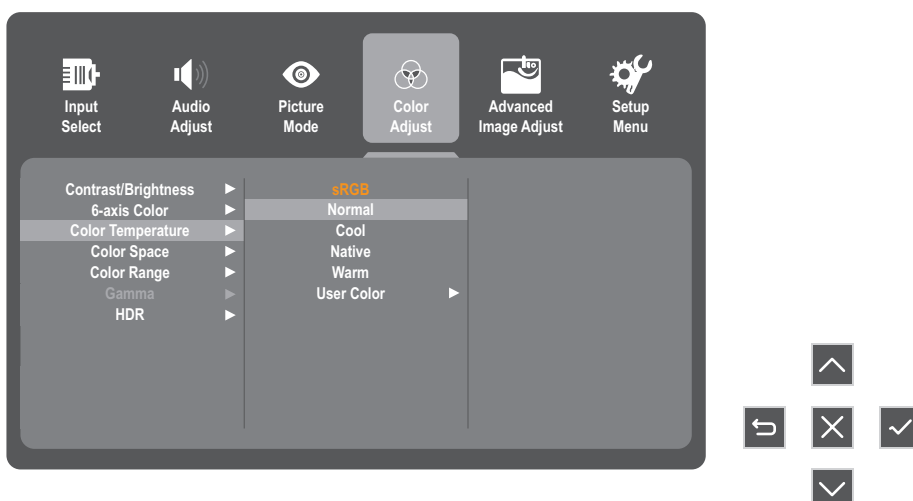 Input
Select
Audio
Adjust
Picture
Mode
Color
Adjust
Advanced
Image Adjust
Setup
Menu
Contrast/Brightness
6-axis Color
Color Temperature
Color Space
Color Range
Gamma
HDR
sRGB
Normal
Cool
Native
Warm
User Color